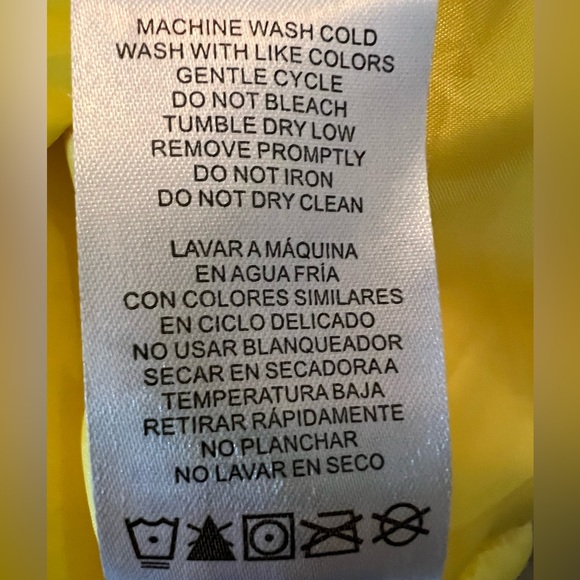 MACHINE WASH COLD
WASH WITH LIKE COLORS
GENTLE CYCLE
DO NOT BLEACH
TUMBLE DRY LOW
REMOVE PROMPTLY
DO NOT IRON
DO NOT DRY CLEAN
LAVAR A MÁQUINA
EN AGUA FRÍA
CON COLORES SIMILARES
EN CICLO DELICADO
NO USAR BLANQUEADOR
SECAR EN SECADORA A
TEMPERATURA BAJA
RETIRAR RÁPIDAMENTE
NO PLANCHAR
NO LAVAR EN SECO